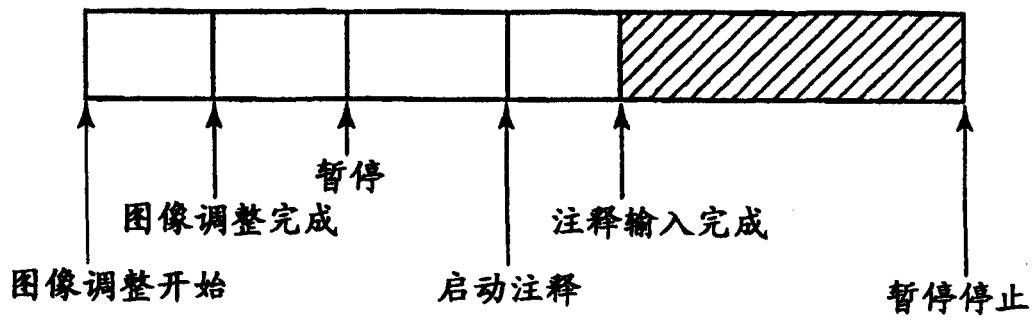 暂停
图像调整完成
注释输入完成
图像调整开始
启动注释
暂停停止